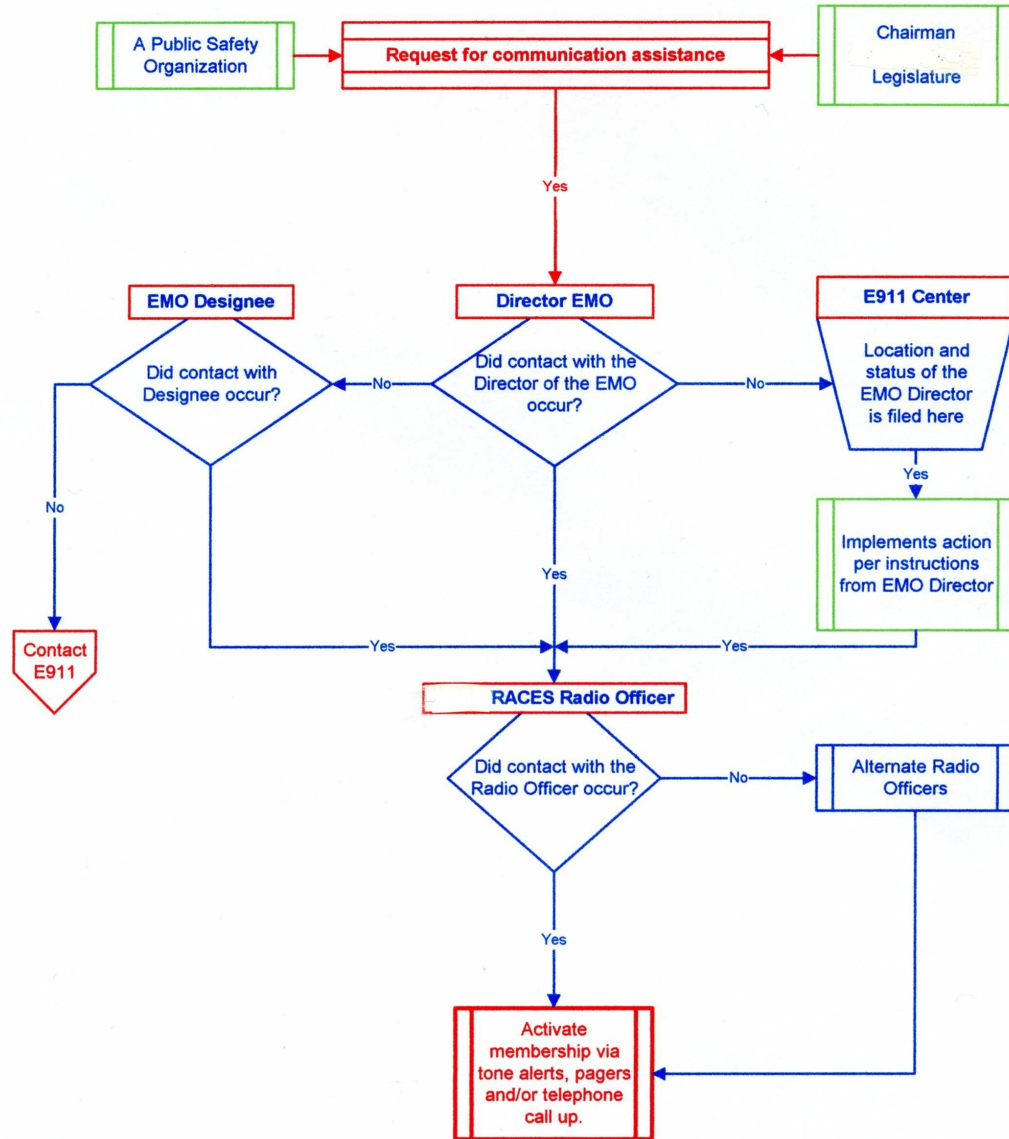 A Public Safety
Organization
Request for communication assistance
Chairman
Legislature
Yes
EMO Designee
Did contact with
Designee occur?
No
Director EMO
Did contact with the
Director of the EMO
occur?
No
E911 Center
Location and
status of the
EMO Director
is filed here
No
Yes
Yes
Implements action
per instructions
from EMO Director
Contact
E911
Yes
Yes
RACES Radio Officer
Did contact with the
Radio Officer occur?
No
Alternate Radio
Officers
Yes
Activate
membership via
tone alerts, pagers
and/or telephone
call up.